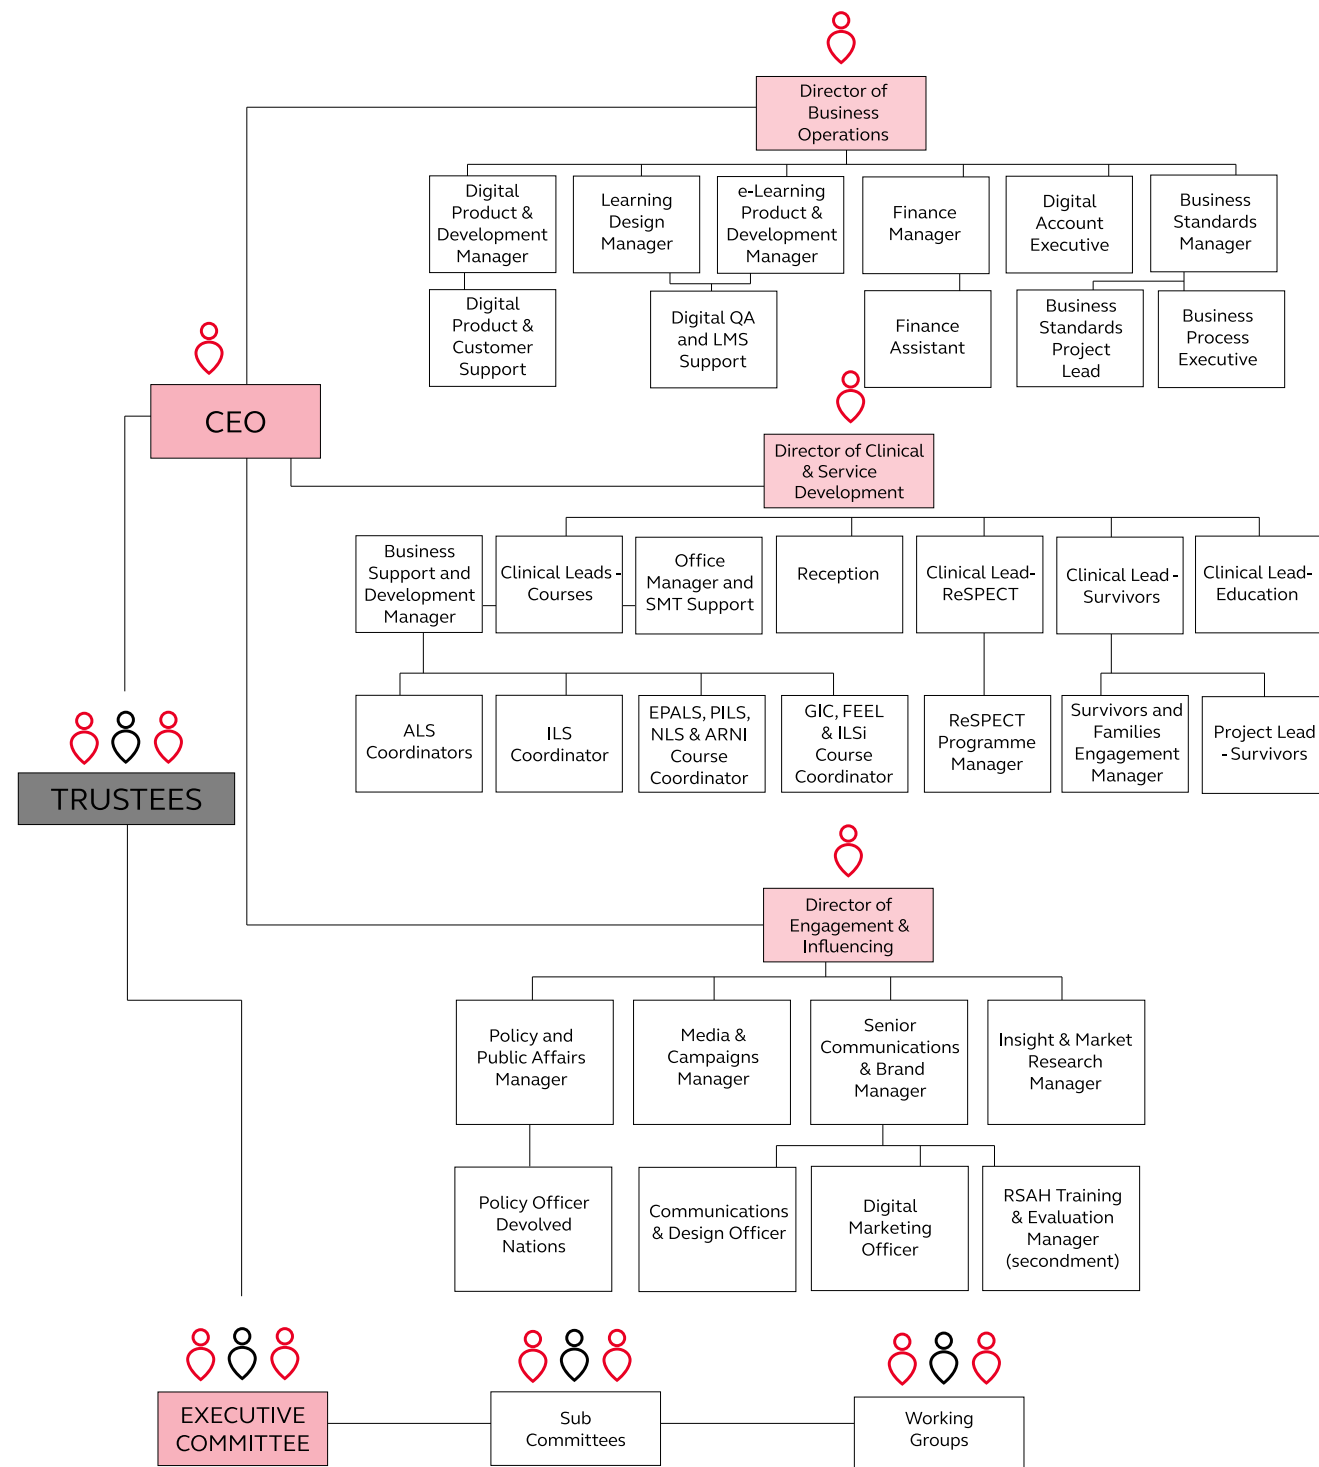 Director of
Business
Operations
Digital
Product &
Development
Manager
Learning
Design
Manager
e-Learning
Product &
Development
Manager
Finance
Manager
Digital
Account
Executive
Business
Standards
Manager
Digital
Product &
Customer
Support
Digital QA
and LMS
Support
Finance
Assistant
Business
Standards
Project
Lead
Business
Process
Executive
CEO
Director of Clinical
& Service
Development
Business
Support and
Development
Manager
Clinical Leads -
Courses
Office
Manager and
SMT Support
Reception
Clinical Lead-
ReSPECT
Clinical Lead -
Survivors
Clinical Lead-
Education
ALS
Coordinators
ILS
Coordinator
EPALS, PILS,
NLS & ARNI
Course
Coordinator
GIC, FEEL
& ILSi
Course
Coordinator
ReSPECT
Programme
Manager
Survivors and
Families
Engagement
Manager
Project Lead
- Survivors
TRUSTEES
Director of
Engagement &
Influencing
Policy and
Public Affairs
Manager
Media &
Campaigns
Manager
Senior
Communications
& Brand
Manager
Insight & Market
Research
Manager
Policy Officer
Devolved
Nations
Communications
& Design Officer
Digital
Marketing
Officer
RSAH Training
& Evaluation
Manager
(secondment)
EXECUTIVE
COMMITTEE
Sub
Committees
Working
Groups